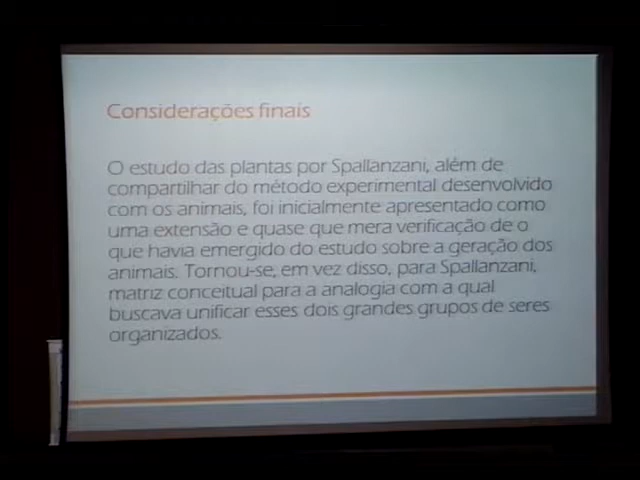 Considerações finais
O estudo das plantas por Spallanzani, além de
compartilhar do método experimental desenvolvido
com os animais, foi inicialmente apresentado como
uma extensão e quase que mera verificação de o
que havia emergido do estudo sobre a geração dos
animais. Tornou-se, em vez disso, para Spallanzani,
matriz conceitual para a analogia com a qual
buscava unificar esses dois grandes grupos de seres
organizados.